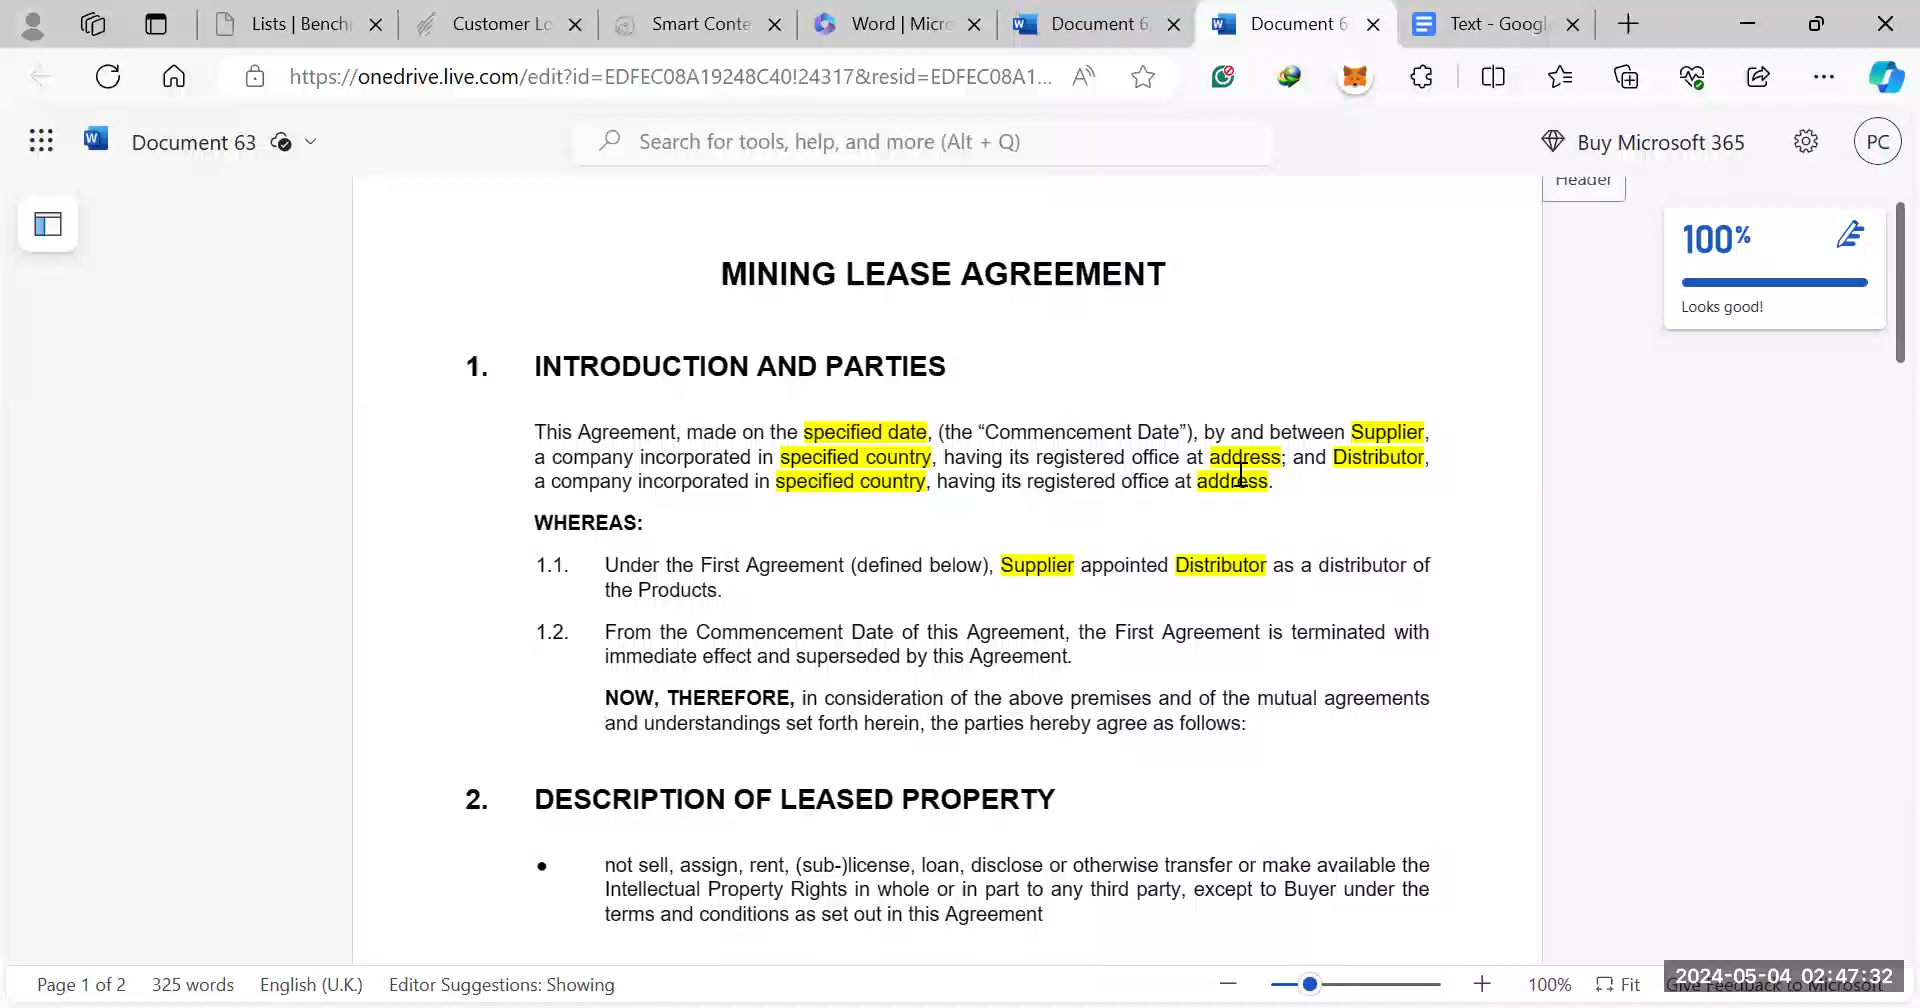 Lists | Bench
Customer Lo
Smart Conte
Word | Micro
Document 6
Document 6
Text - Googl
https://onedrive.live.com/edit?id=EDFEC08A19248C40!24317&resid=EDFEC08A1...
W Document 63
Search for tools, help, and more (Alt + Q)
Buy Microsoft 365
PC
Header
100%
Looks good!
MINING LEASE AGREEMENT
1. INTRODUCTION AND PARTIES
This Agreement, made on the specified date, (the “Commencement Date”), by and between Supplier,
a company incorporated in specified country, having its registered office at address; and Distributor,
a company incorporated in specified country, having its registered office at address.
WHEREAS:
1.1. Under the First Agreement (defined below), Supplier appointed Distributor as a distributor of
the Products.
1.2. From the Commencement Date of this Agreement, the First Agreement is terminated with
immediate effect and superseded by this Agreement.
NOW, THEREFORE, in consideration of the above premises and of the mutual agreements
and understandings set forth herein, the parties hereby agree as follows:
2. DESCRIPTION OF LEASED PROPERTY
● not sell, assign, rent, (sub-)license, loan, disclose or otherwise transfer or make available the
Intellectual Property Rights in whole or in part to any third party, except to Buyer under the
terms and conditions as set out in this Agreement
Page 1 of 2 325 words English (U.K.) Editor Suggestions: Showing
100% Fit Give Feedback to Microsoft
2024-05-04 02:47:32